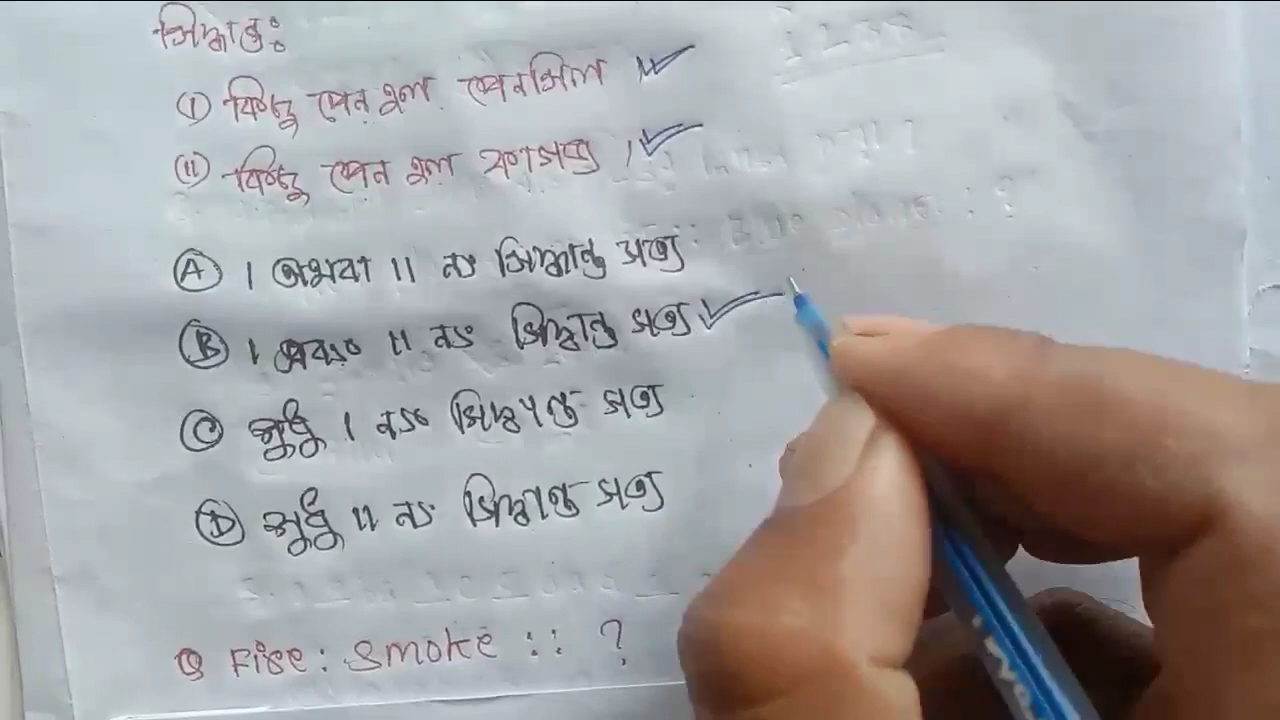 সিদ্ধান্ত:
(I) কিছু পেন হল পেনসিল
(II) কিছু পেন হল
(A) I অথবা II নং সিদ্ধান্ত সত্য
(B) I এবং II নং সিদ্ধান্ত সত্য
(C) শুধু I নং সিদ্ধান্ত সত্য
(D) শুধু II নং সিদ্ধান্ত সত্য
Q Fire : Smoke :: ?